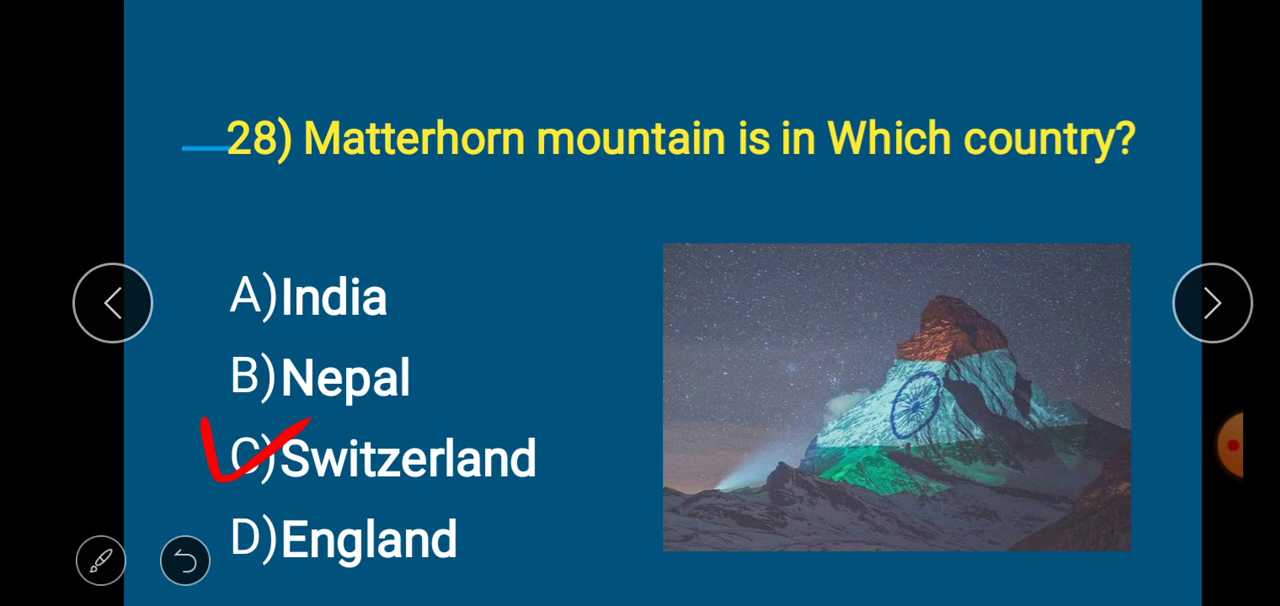 28) Matterhorn mountain is in Which country?
A)India
B)Nepal
C)Switzerland
D)England